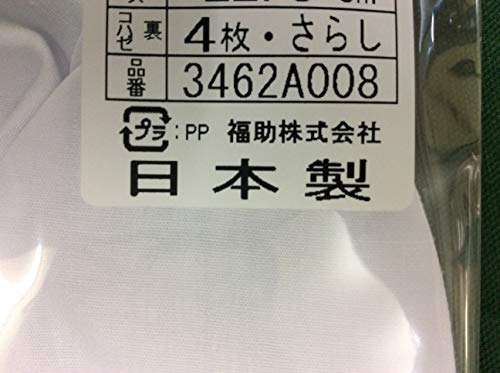 cm
コハゼ 裏 4枚・さらし
品番 3462A008
プラ:PP 福助株式会社
日本製